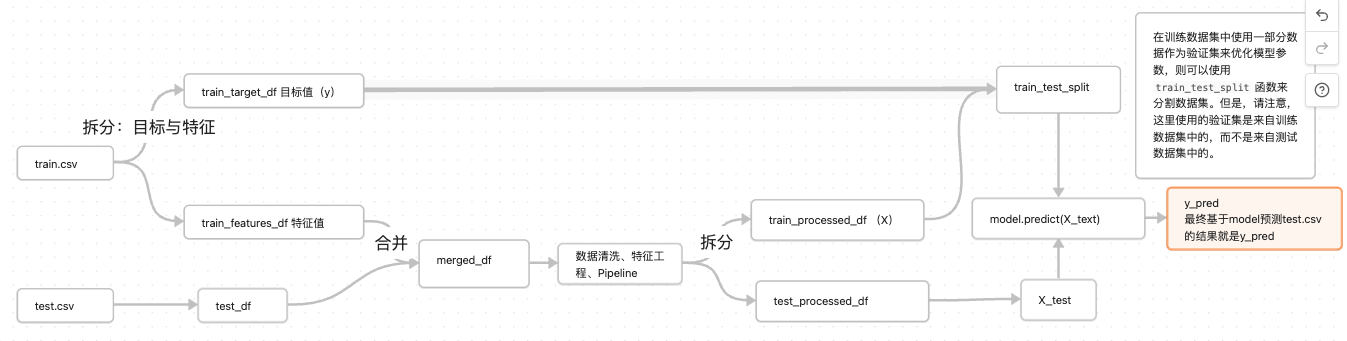 在训练数据集中使用一部分数
据作为验证集来优化模型参
数，则可以使用
train_test_split 函数来
分割数据集。但是，请注意，
这里使用的验证集是来自训练
数据集中的，而不是来自测试
数据集中的。
train_target_df 目标值（y）
train_test_split
拆分：目标与特征
train.csv
train_features_df 特征值
合并
merged_df
数据清洗、特征工
程、Pipeline
拆分
train_processed_df （X）
model.predict(X_text)
y_pred
最终基于model预测test.csv
的结果就是y_pred
test.csv
test_df
test_processed_df
X_test